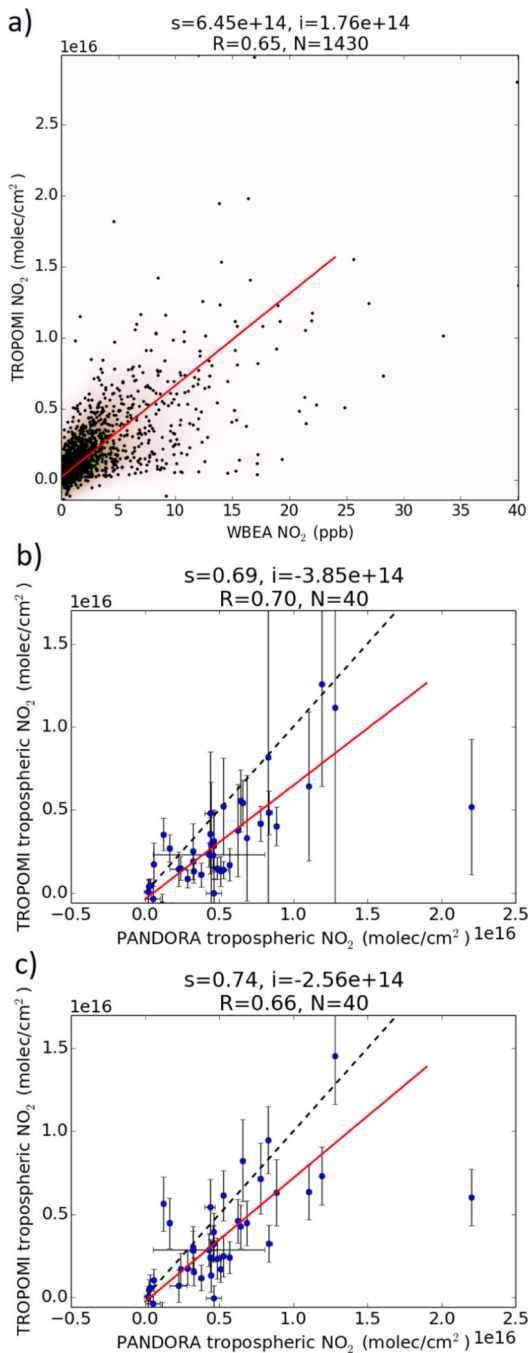 a)
s=6.45e+14, i=1.76e+14
R=0.65, N=1430
1e16
2.5
2.0
1.5
1.0
0.5
0.0
TROPOMI NO₂ (molec/cm²)
0 5 10 15 20 25 30 35 40
WBEA NO₂ (ppb)
b)
s=0.69, i=-3.85e+14
R=0.70, N=40
1e16
1.5
1.0
0.5
0.0
TROPOMI tropospheric NO₂ (molec/cm²)
−0.5 0.0 0.5 1.0 1.5 2.0 2.5
PANDORA tropospheric NO₂ (molec/cm²) 1e16
c)
s=0.74, i=-2.56e+14
R=0.66, N=40
1e16
1.5
1.0
0.5
0.0
TROPOMI tropospheric NO₂ (molec/cm²)
−0.5 0.0 0.5 1.0 1.5 2.0 2.5
PANDORA tropospheric NO₂ (molec/cm²) 1e16